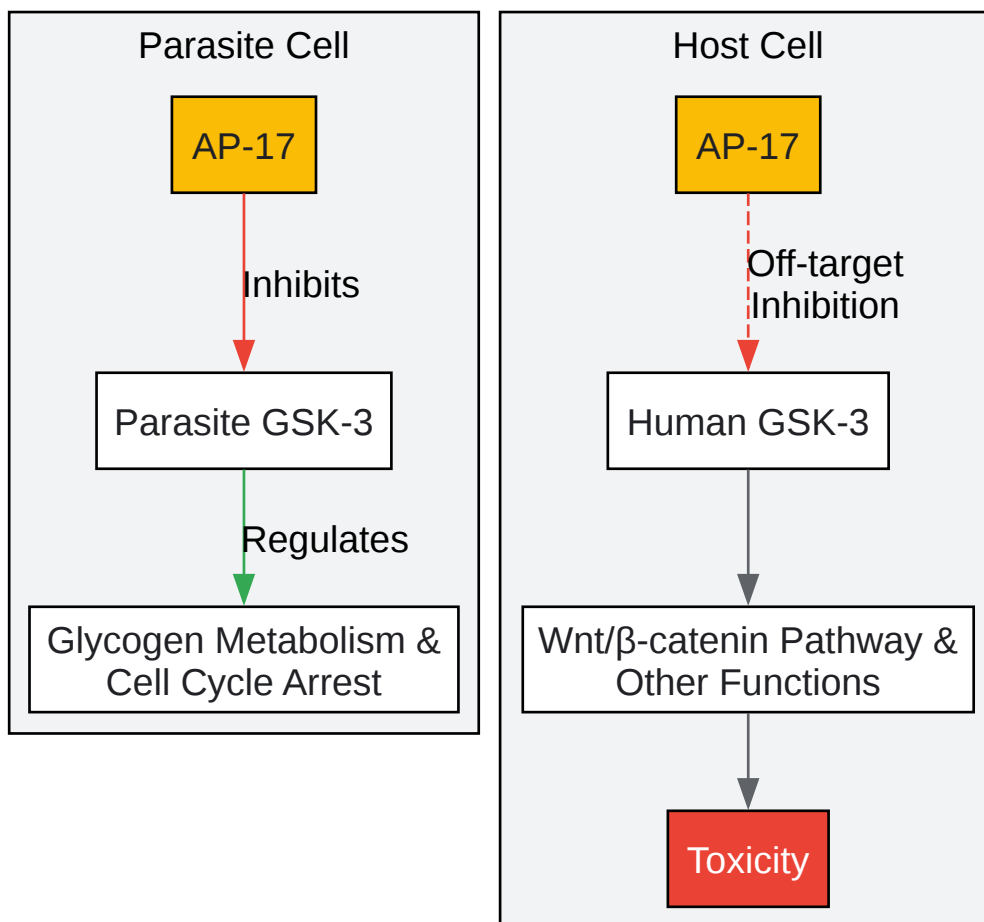 Parasite Cell
AP-17
Inhibits
Parasite GSK-3
Regulates
Glycogen Metabolism &
Cell Cycle Arrest
Host Cell
AP-17
Off-target
Inhibition
Human GSK-3
Wnt/β-catenin Pathway &
Other Functions
Toxicity